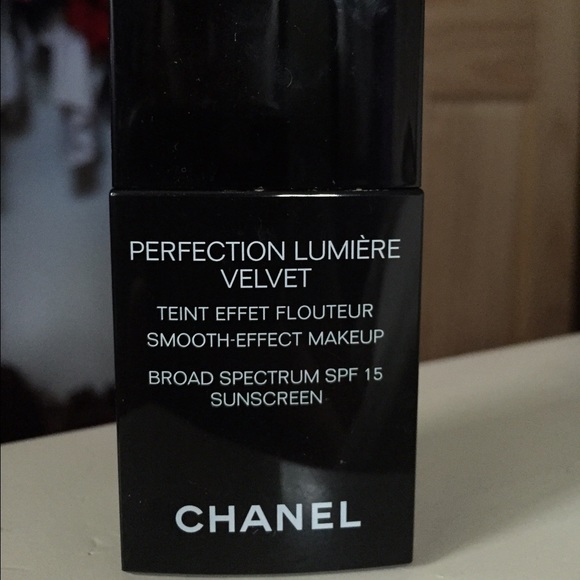 PERFECTION LUMIÈRE
VELVET
TEINT EFFET FLOUTEUR
SMOOTH-EFFECT MAKEUP
BROAD SPECTRUM SPF 15
SUNSCREEN
CHANEL